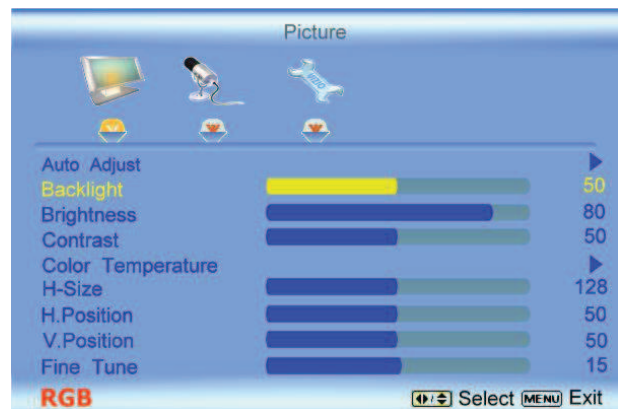 Picture
VIZIO
Auto Adjust
Backlight 50
Brightness 80
Contrast 50
Color Temperature
H-Size 128
H.Position 50
V.Position 50
Fine Tune 15
RGB Select MENU Exit